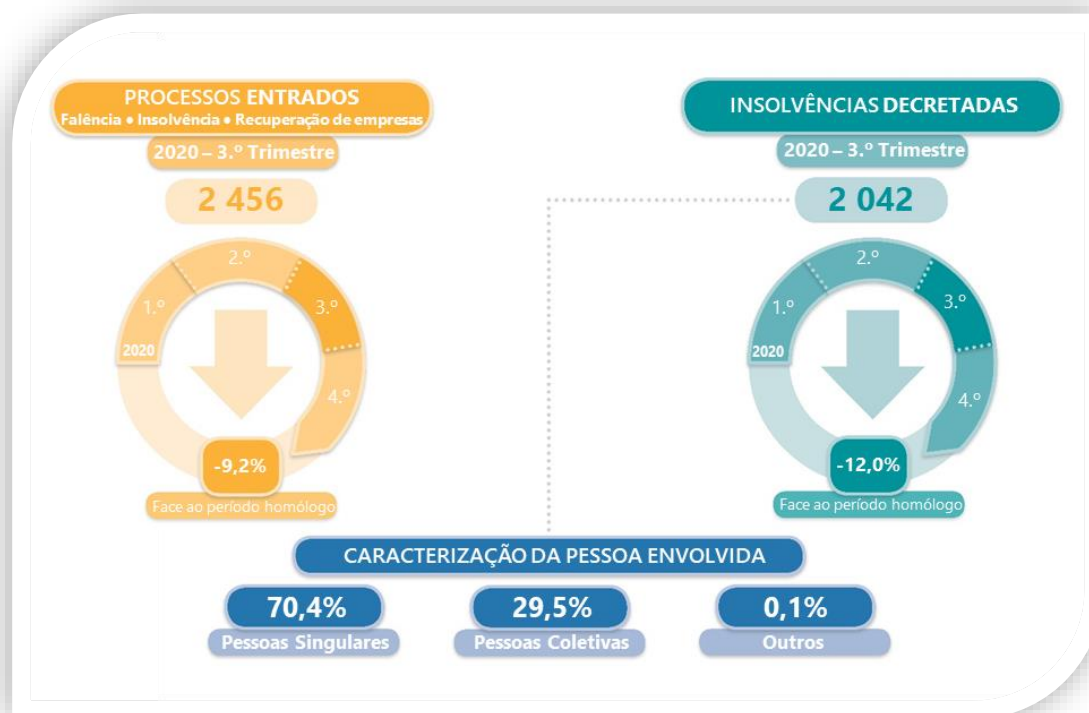 PROCESSOS ENTRADOS
Falência • Insolvência • Recuperação de empresas
2020 – 3.º Trimestre
2 456
1.º
2.º
3.º
4.º
2020
-9,2%
Face ao período homólogo
INSOLVÊNCIAS DECRETADAS
2020 – 3.º Trimestre
2 042
1.º
2.º
3.º
4.º
2020
-12,0%
Face ao período homólogo
CARACTERIZAÇÃO DA PESSOA ENVOLVIDA
70,4%
Pessoas Singulares
29,5%
Pessoas Coletivas
0,1%
Outros